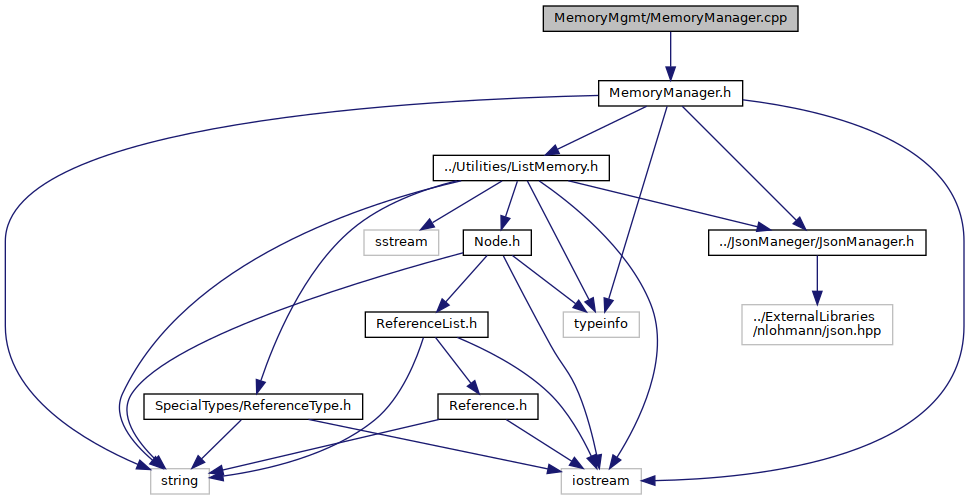 MemoryMgmt/MemoryManager.cpp
MemoryManager.h
../Utilities/ListMemory.h
sstream
Node.h
../JsonManeger/JsonManager.h
ReferenceList.h
typeinfo
../ExternalLibraries
/nlohmann/json.hpp
SpecialTypes/ReferenceType.h
Reference.h
string
iostream